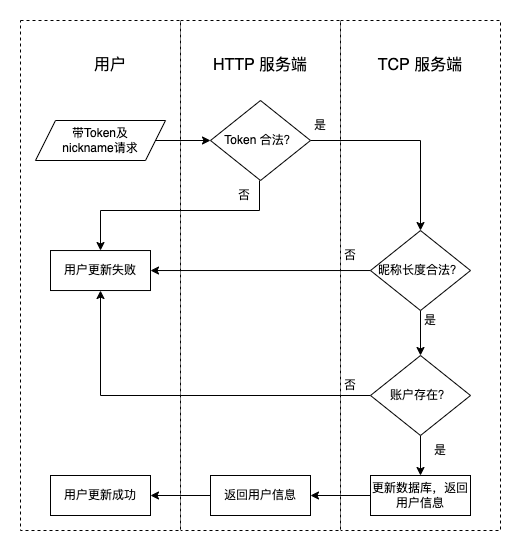 用户
HTTP 服务端
TCP 服务端
带Token及
nickname请求
Token 合法?
是
否
用户更新失败
否
昵称长度合法?
是
否
账户存在?
是
用户更新成功
返回用户信息
更新数据库，返回
用户信息